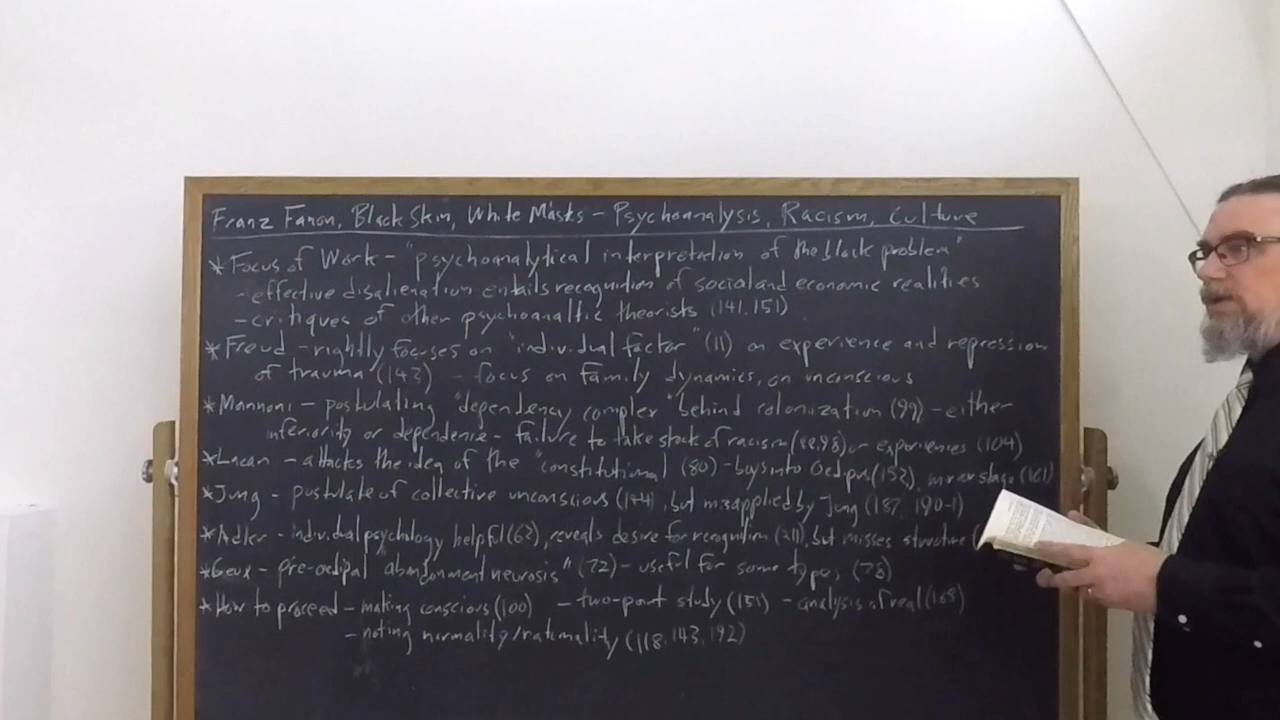 Franz Fanon, Black Skin, White Masks – Psychoanalysis, Racism, Culture
* Focus of Work – "psychoanalytical interpretation of the black problem"
- effective disalienation entails recognition of social and economic realities
- critiques of other psychoanaltic theorists (141, 151)
* Freud – rightly focuses on "individual factor" (11) on experience and repression
of trauma (143) – focus on family dynamics, on unconscious
* Mannoni – postulating "dependency complex" behind colonization (99) – either
inferiority or dependence – failure to take stock of racism or experiences (104)
* Lacan – attacks the idea of the "constitutional (80) – buys into Oedipus (152), mirror stage (161)
* Jung – postulate of collective unconscious (144), but misapplied by Jung (187, 190-1)
* Adler – individual psychology helpful (62), reveals desire for recognition (211), but misses structure
* Geux – pre-oedipal "abandonment neurosis" (72) – useful for some types (78)
* How to proceed – making conscious (100) – two-point study (151) – analysis of real (168)
– noting normality/rationality (118, 143, 192)